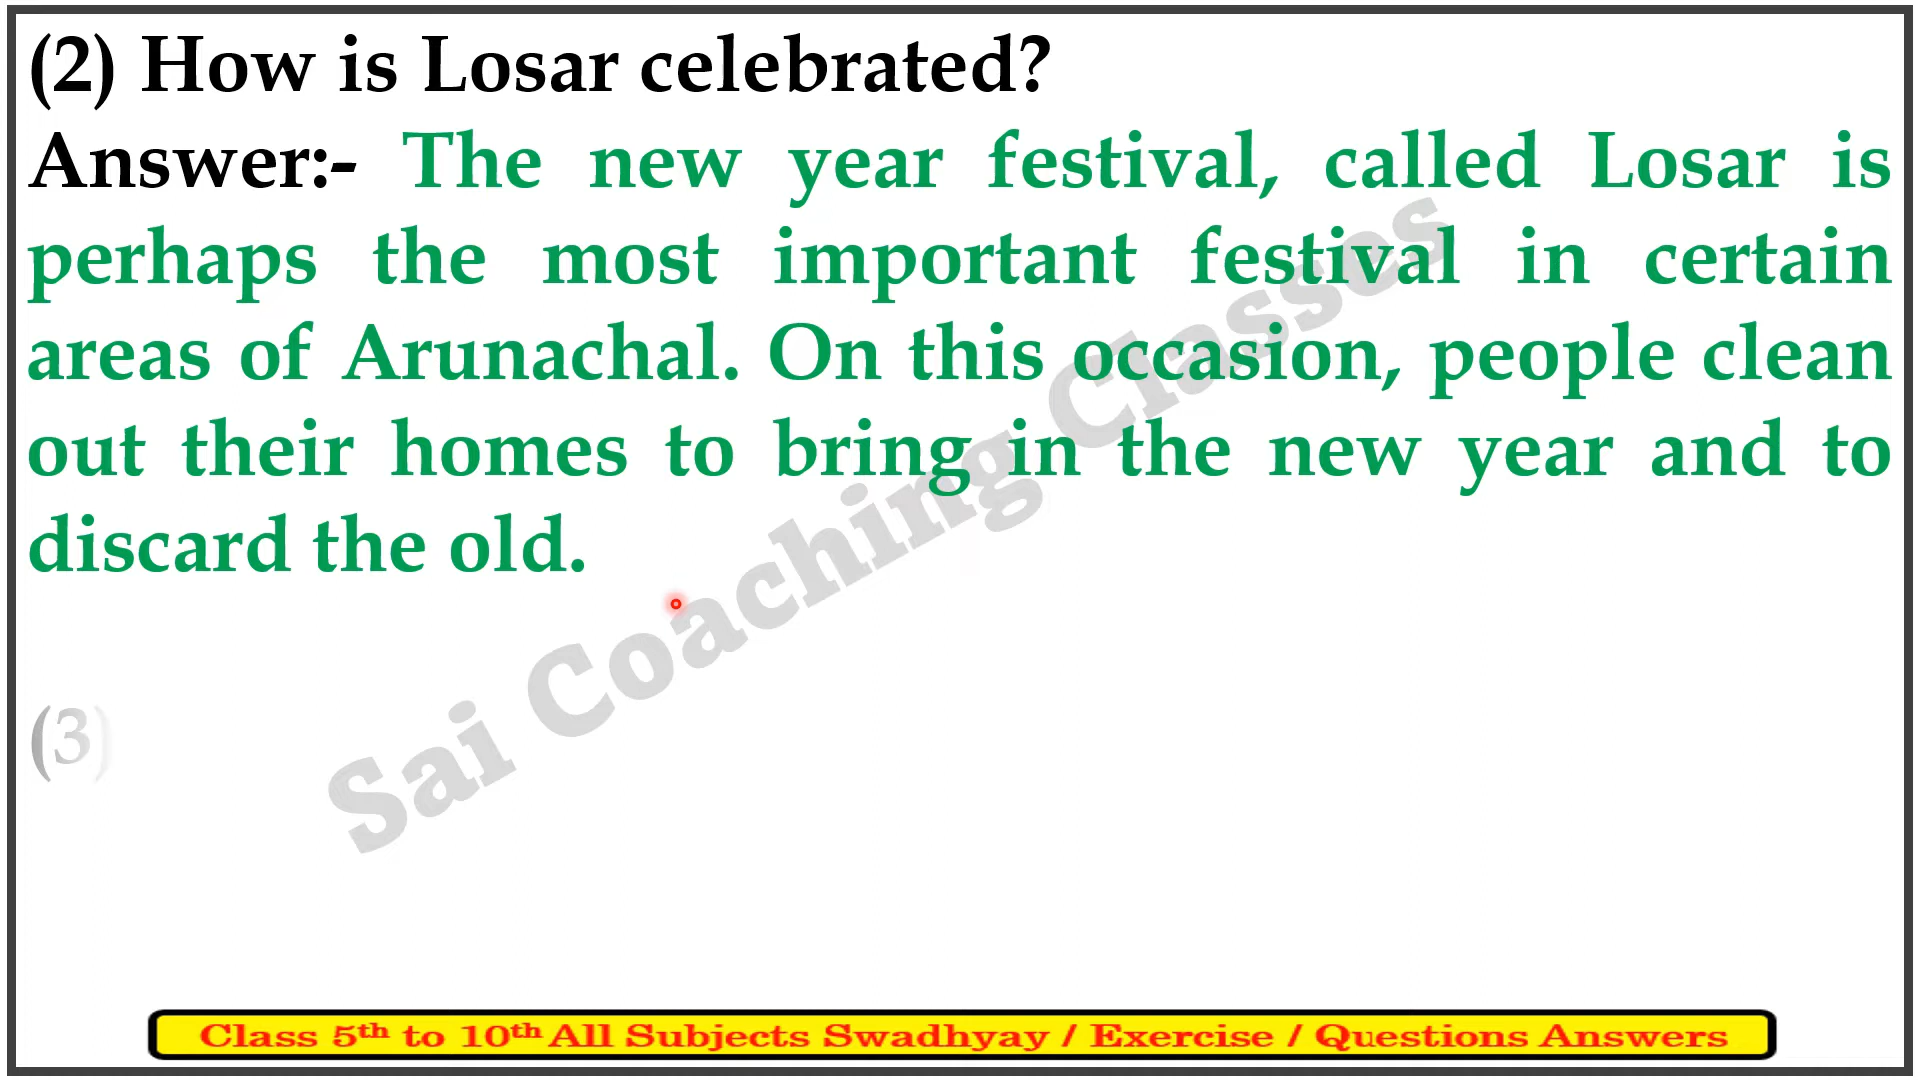 (2) How is Losar celebrated?
Answer:- The new year festival, called Losar is
perhaps the most important festival in certain
areas of Arunachal. On this occasion, people clean
out their homes to bring in the new year and to
discard the old.
Sai Coaching Classes
(3)
Class 5th to 10th All Subjects Swadhyay / Exercise / Questions Answers